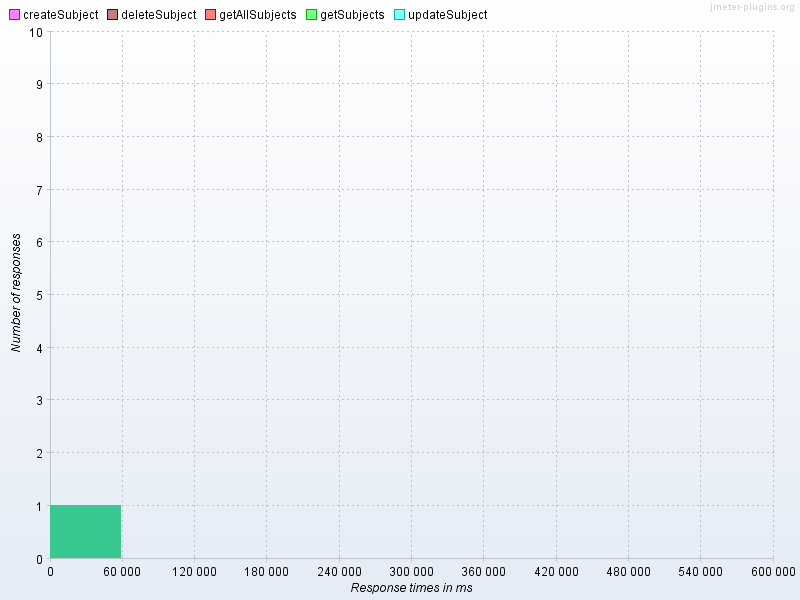 createSubject deleteSubject getAllSubjects getSubjects updateSubject
jmeter-plugins.org
10
9
8
7
6
5
4
3
2
1
0
Number of responses
0 60 000 120 000 180 000 240 000 300 000 360 000 420 000 480 000 540 000 600 000
Response times in ms